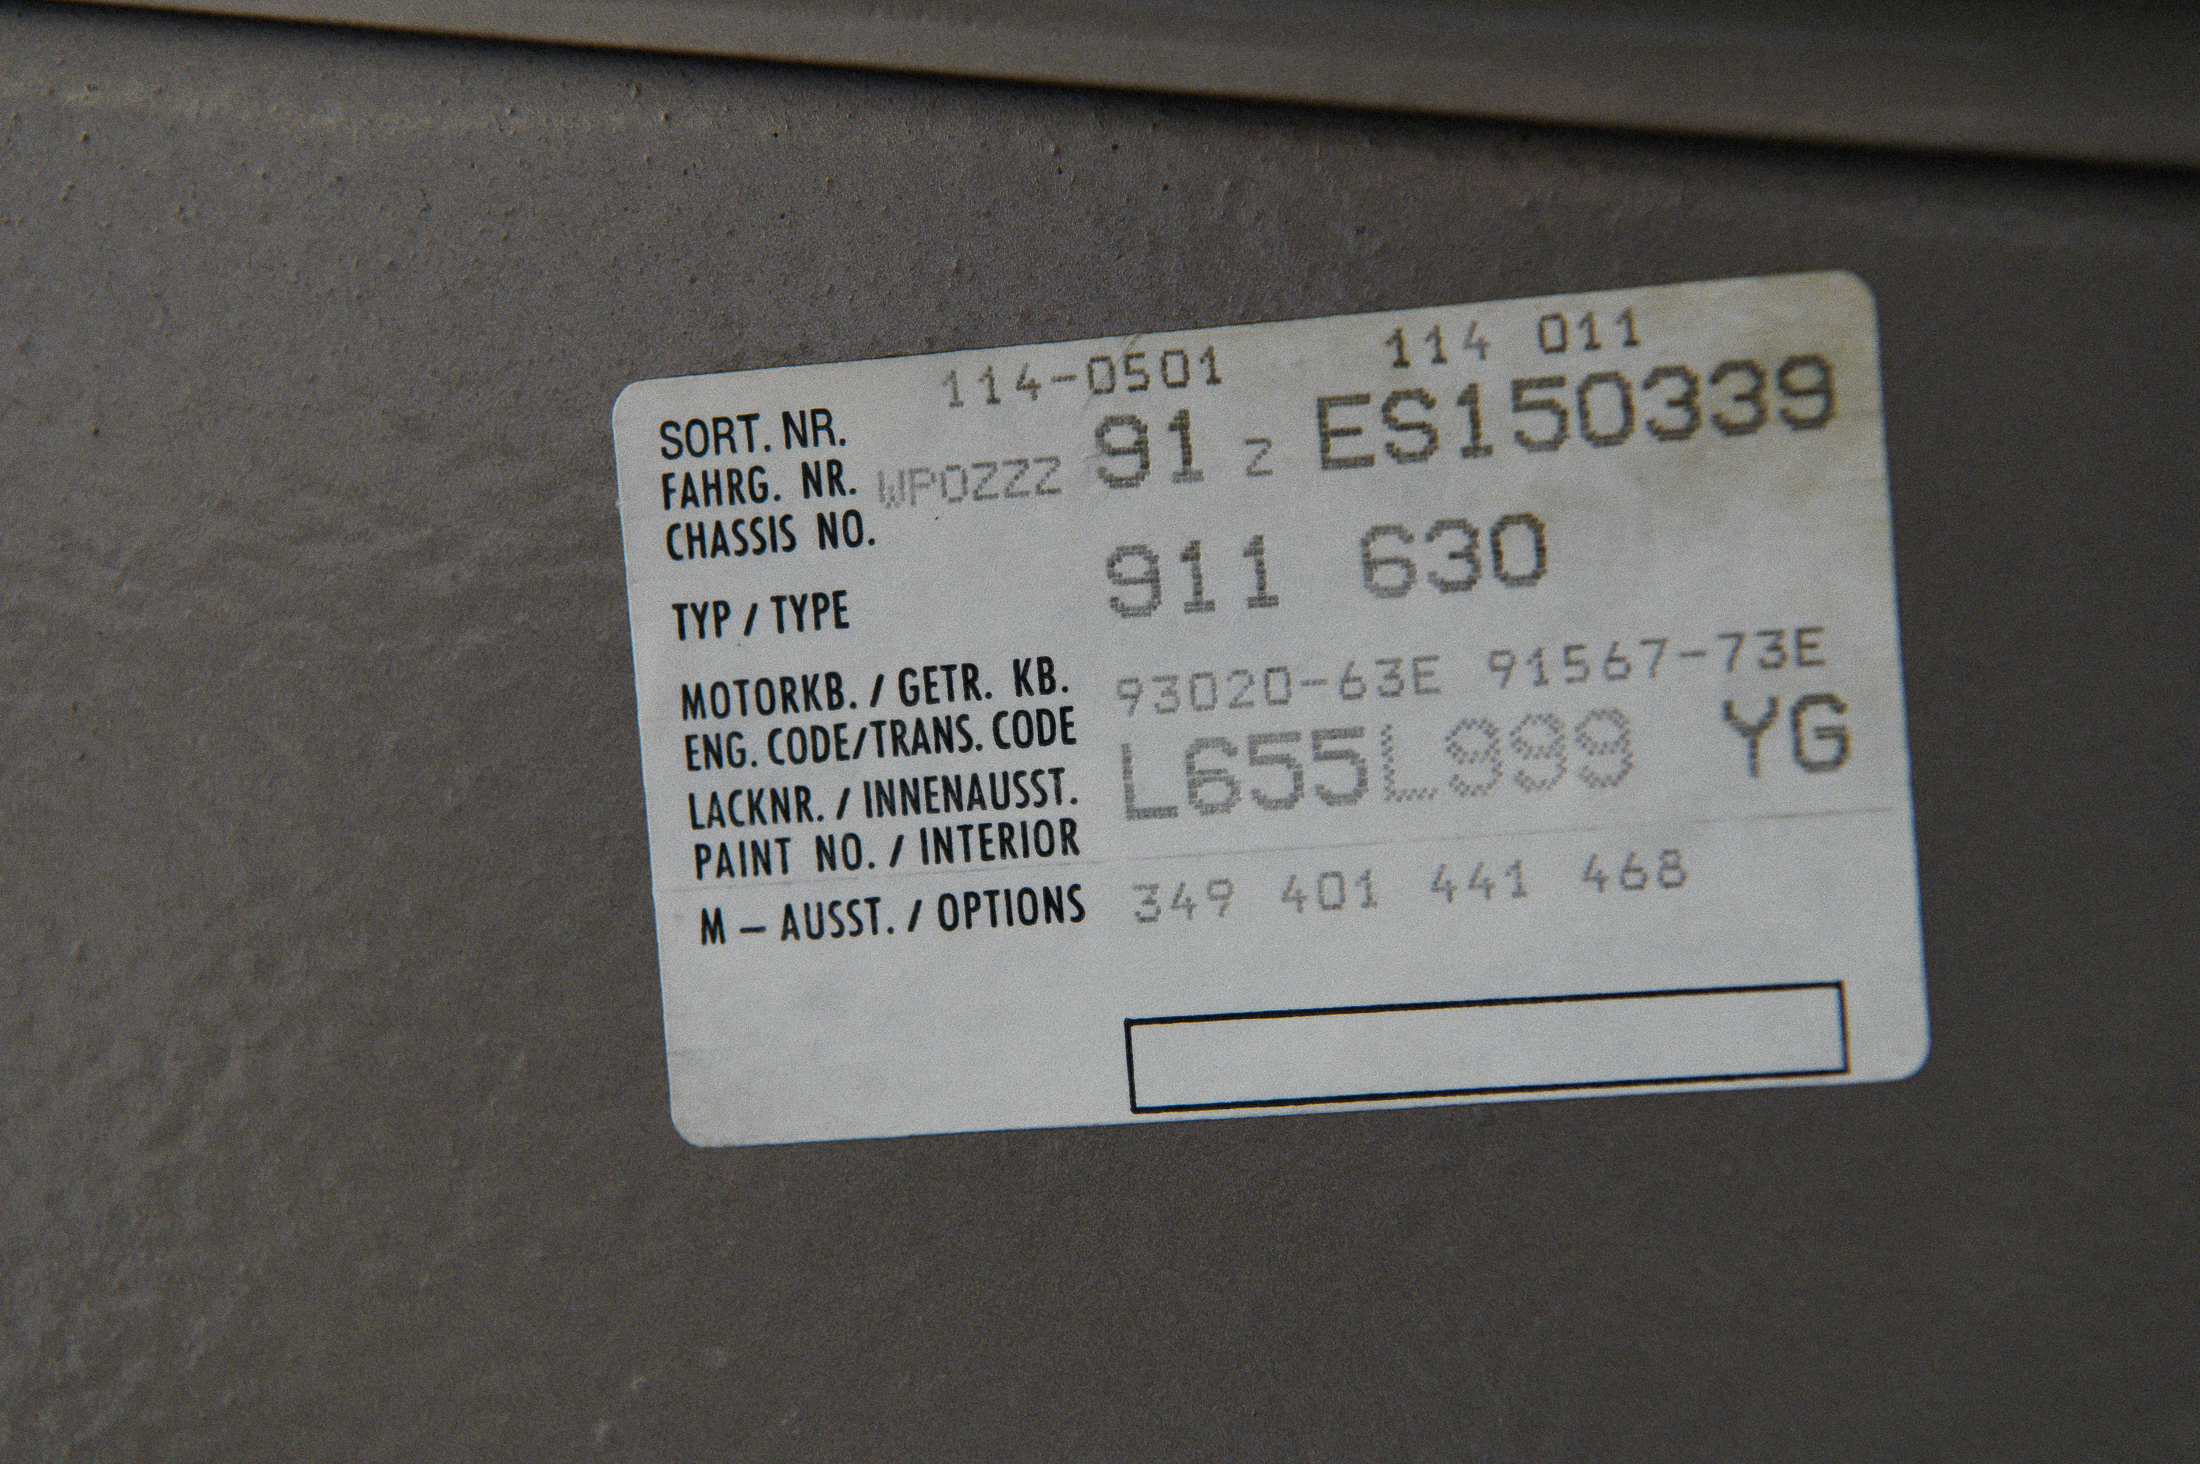 114-0501 114 011
SORT. NR.
FAHRG. NR. WP0ZZZ 91 Z ES150339
CHASSIS NO.
TYP / TYPE 911 630
MOTORKB. / GETR. KB. 93020-63E 91567-73E
ENG. CODE/TRANS. CODE
LACKNR. / INNENAUSST. L655L999 YG
PAINT NO. / INTERIOR
M – AUSST. / OPTIONS 349 401 441 468